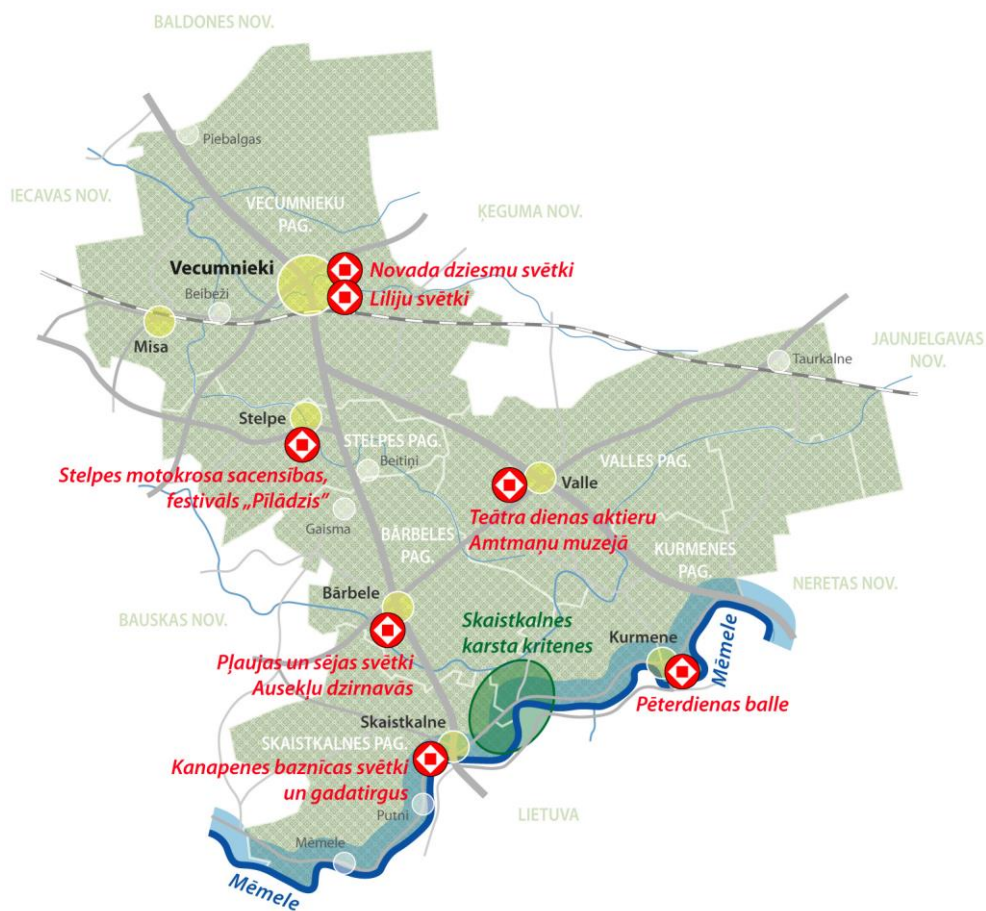 BALDONES NOV.
Piebalgas
IECAVAS NOV.
VECUMNIEKU
PAG.
ĶEGUMA NOV.
Vecumnieki
Novada dziesmu svētki
Beibeži
Liliju svētki
Misa
JAUNJELGAVAS
NOV.
Taurkalne
Stelpe
STELPES PAG.
Beitiņi
VALLES PAG.
Stelpes motokrosa sacensības,
festivāls „Pīlādzis”
Valle
Gaisma
Teātra dienas aktieru
Amtmaņu muzejā
BĀRBELES
PAG.
KURMENES
PAG.
NERETAS NOV.
Bārbele
BAUSKAS NOV.
Skaistkalnes
karsta kritenes
Kurmene
Mēmele
Pļaujas un sējas svētki
Ausekļu dzirnavās
Pēterdienas balle
Skaistkalne
SKAISTKALNES PAG.
Kanapenes baznīcas svētki
un gadatirgus
Putni
LIETUVA
Mēmele
Mēmele